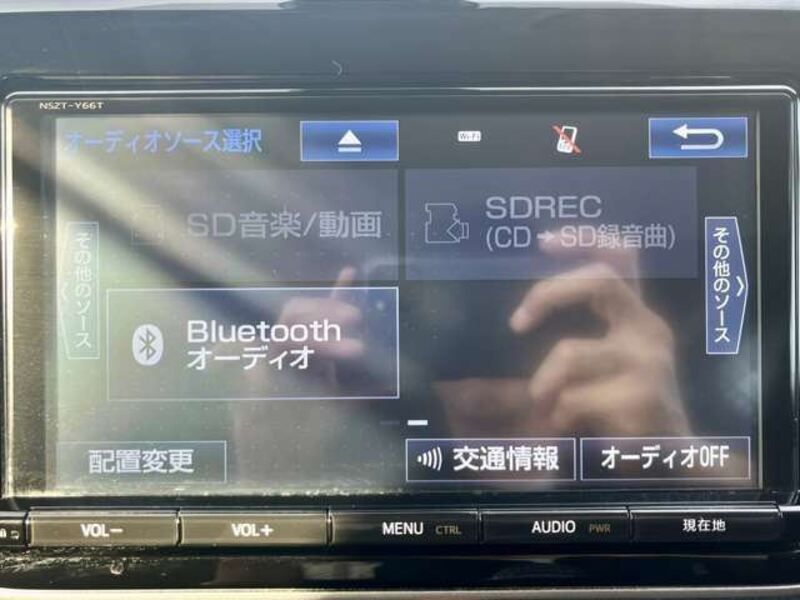 NSZT-Y66T
オーディオソース選択
Wi-Fi
SD音楽/動画
SDREC
(CD→SD録音曲)
その他のソース
その他のソース
Bluetooth
オーディオ
配置変更
交通情報
オーディオOFF
VOL-
VOL+
MENU CTRL
AUDIO PWR
現在地